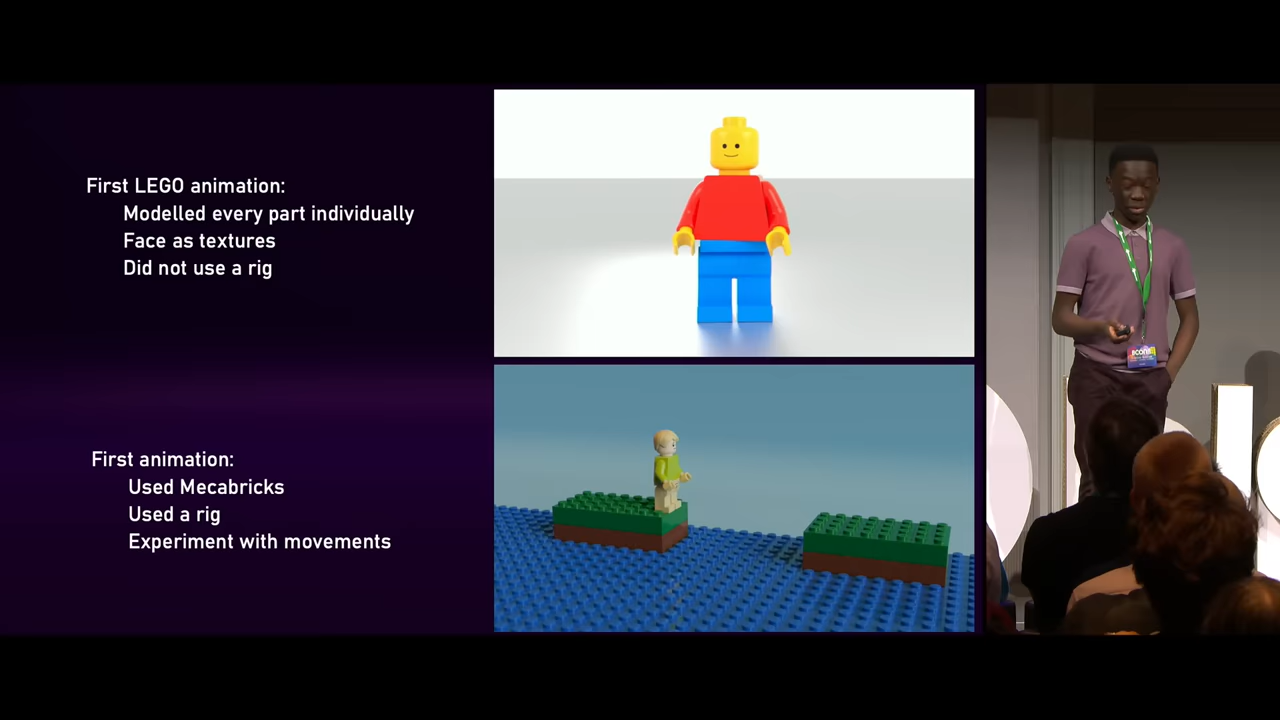 First LEGO animation:
Modelled every part individually
Face as textures
Did not use a rig
First animation:
Used Mecabricks
Used a rig
Experiment with movements